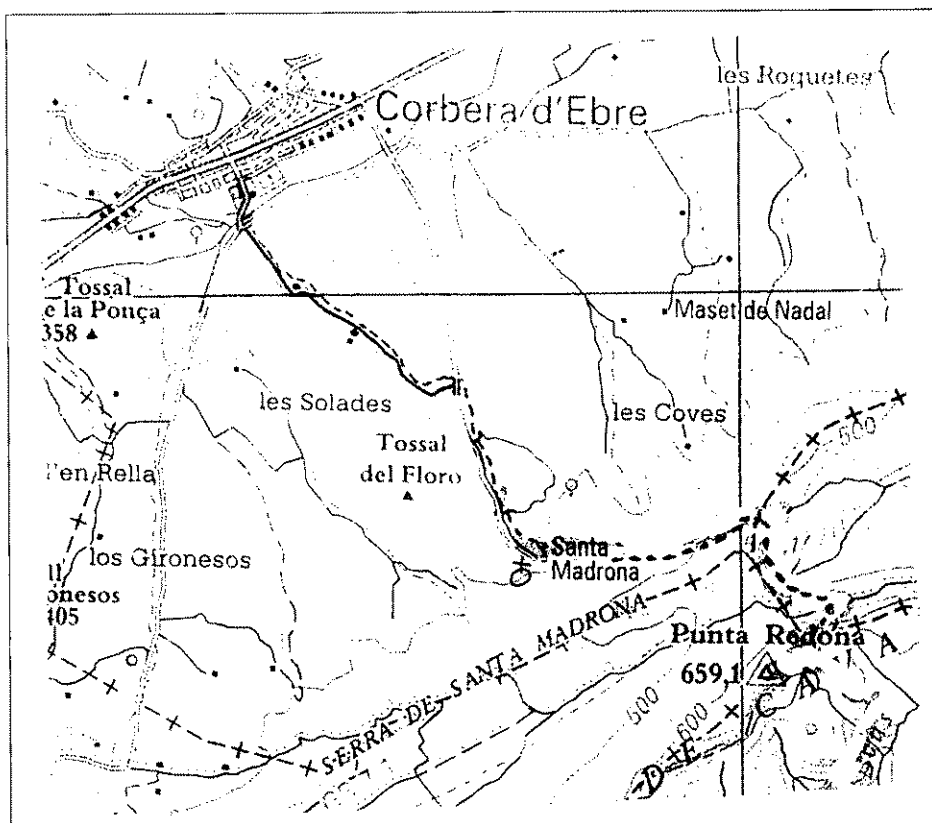 les Roquetes
Corbera d'Ebre
Tossal
e la Ponça
358
Maset de Nadal
les Solades
les Coves
Tossal
del Floro
600
'en Rella
los Gironesos
Santa
Madrona
onesos
405
SERRA DE SANTA MADRONA
Punta Redona
659,1
600
600
D E C A A